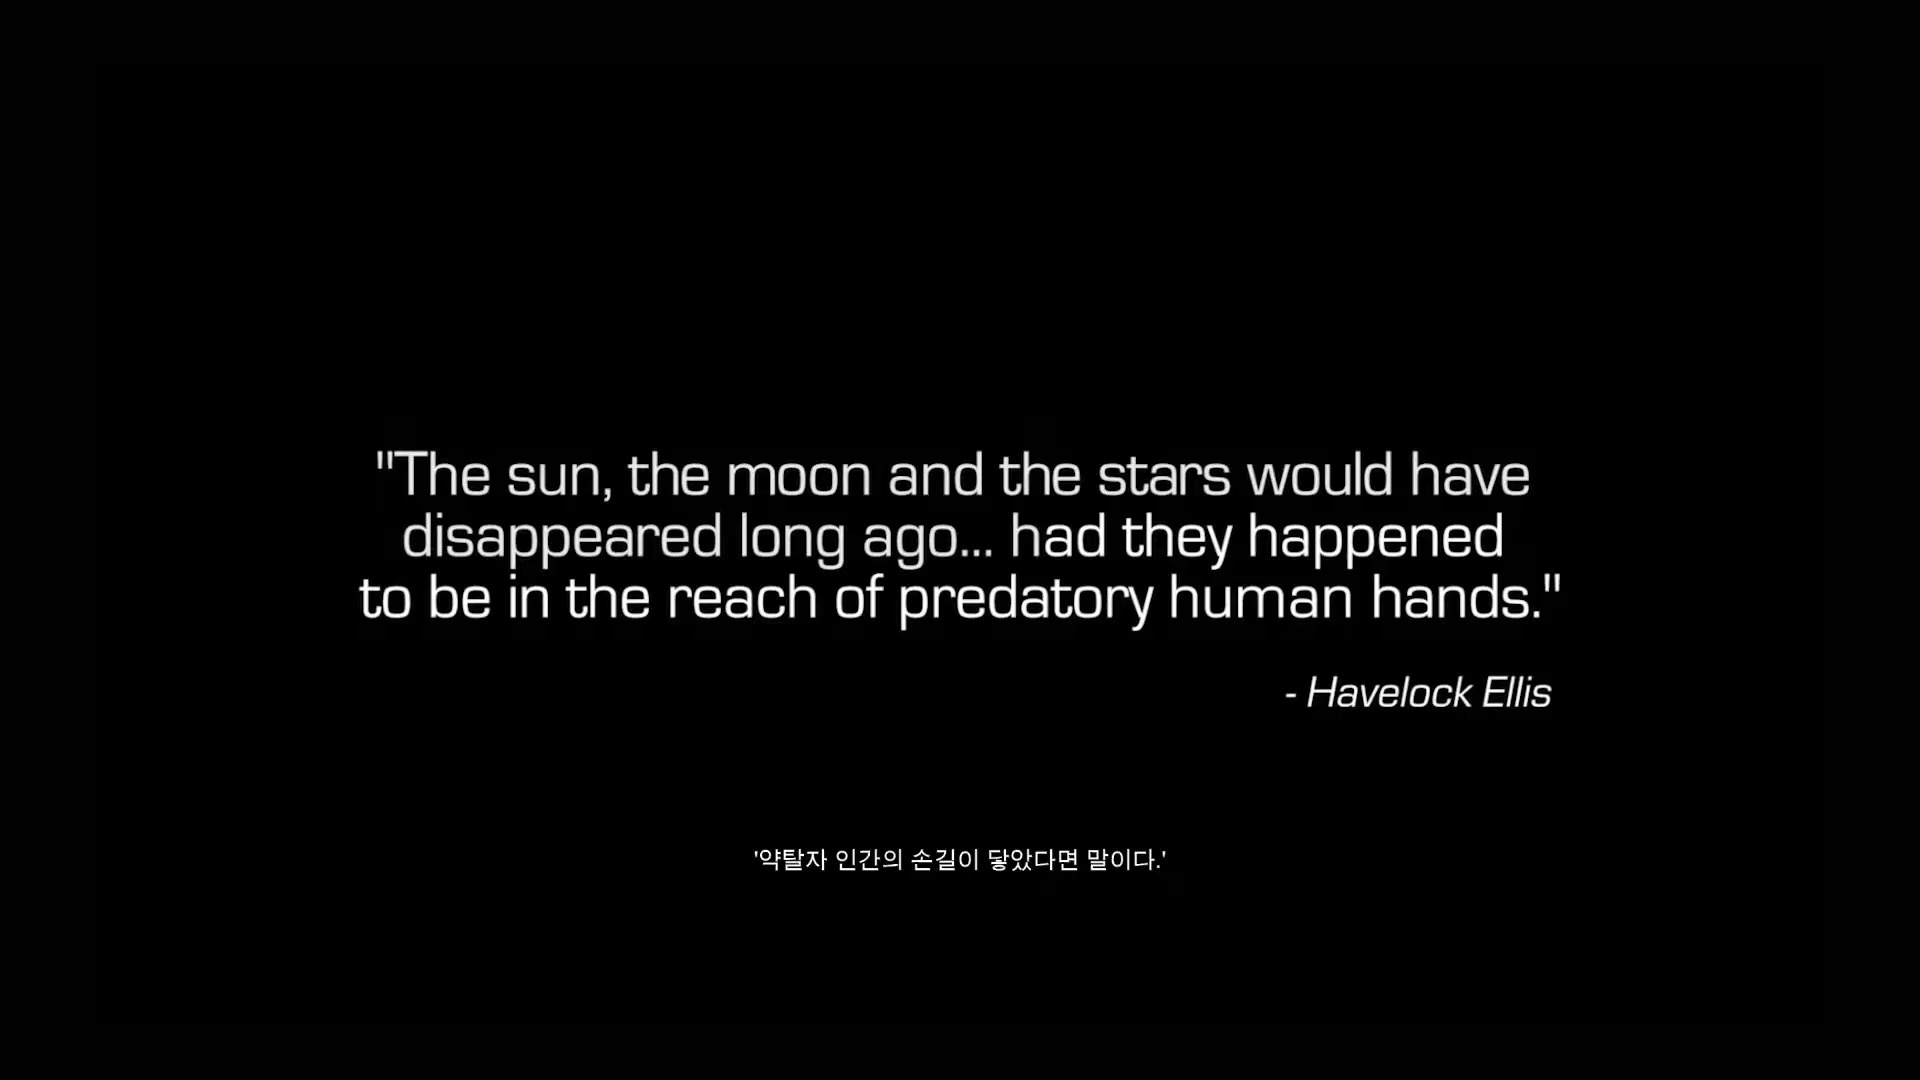 "The sun, the moon and the stars would have
disappeared long ago... had they happened
to be in the reach of predatory human hands."
- Havelock Ellis
'약탈자 인간의 손길이 닿았다면 말이다.'